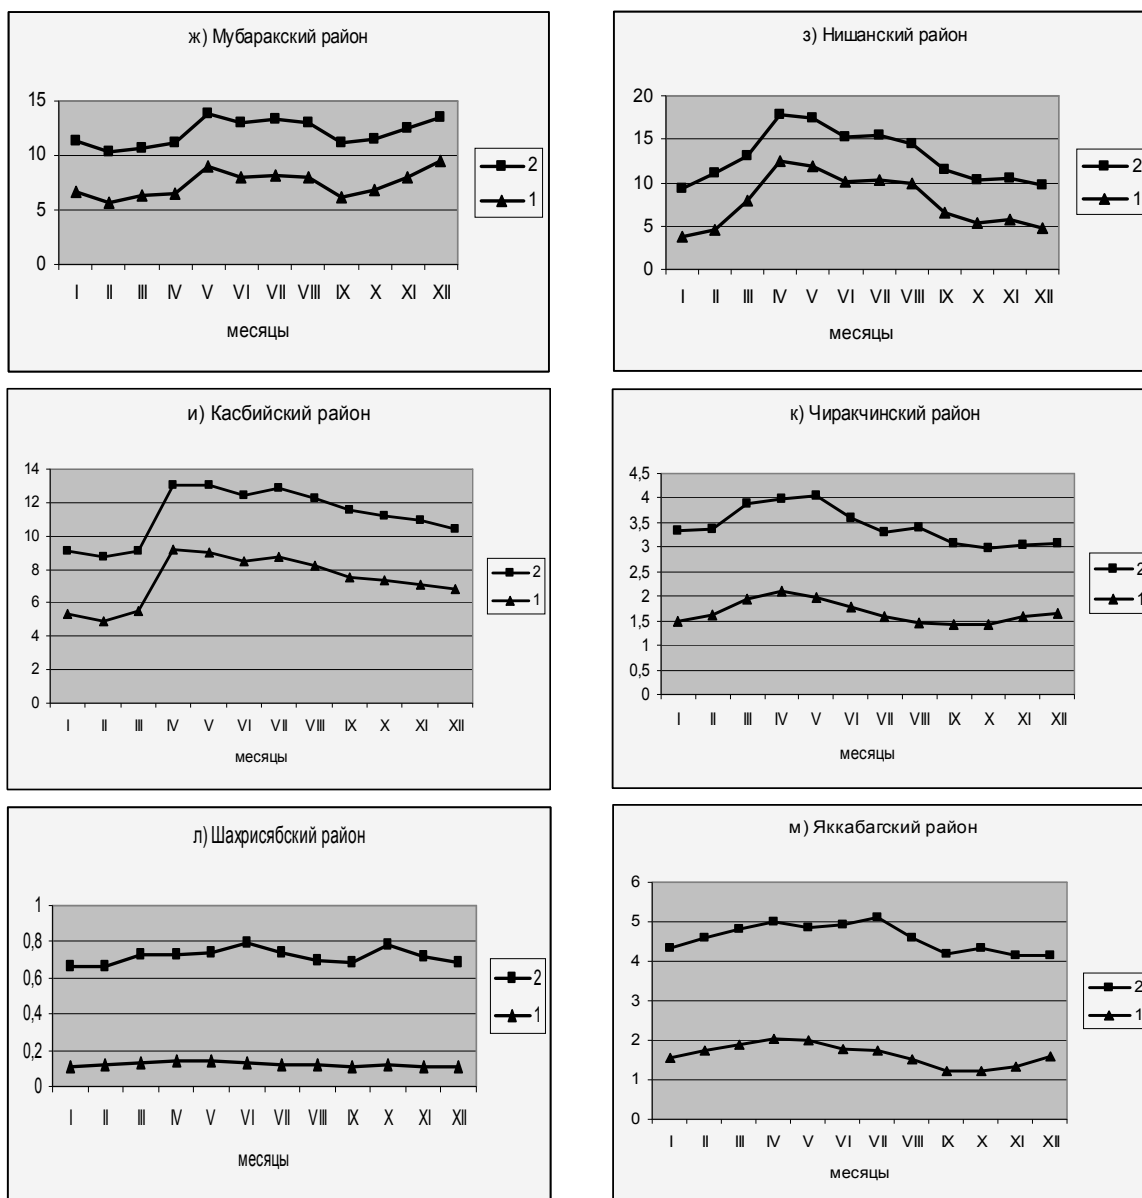 ж) Мубаракский район
15
10
5
0
I II III IV V VI VII VIII IX X XI XII
месяцы
2
1
з) Нишанский район
20
15
10
5
0
I II III IV V VI VII VIII IX X XI XII
месяцы
2
1
и) Касбийский район
14
12
10
8
6
4
2
0
I II III IV V VI VII VIII IX X XI XII
месяцы
2
1
к) Чиракчинский район
4,5
4
3,5
3
2,5
2
1,5
1
0,5
0
I II III IV V VI VII VIII IX X XI XII
месяцы
2
1
л) Шахрисябский район
1
0,8
0,6
0,4
0,2
0
I II III IV V VI VII VIII IX X XI XII
месяцы
2
1
м) Яккабагский район
6
5
4
3
2
1
0
I II III IV V VI VII VIII IX X XI XII
месяцы
2
1